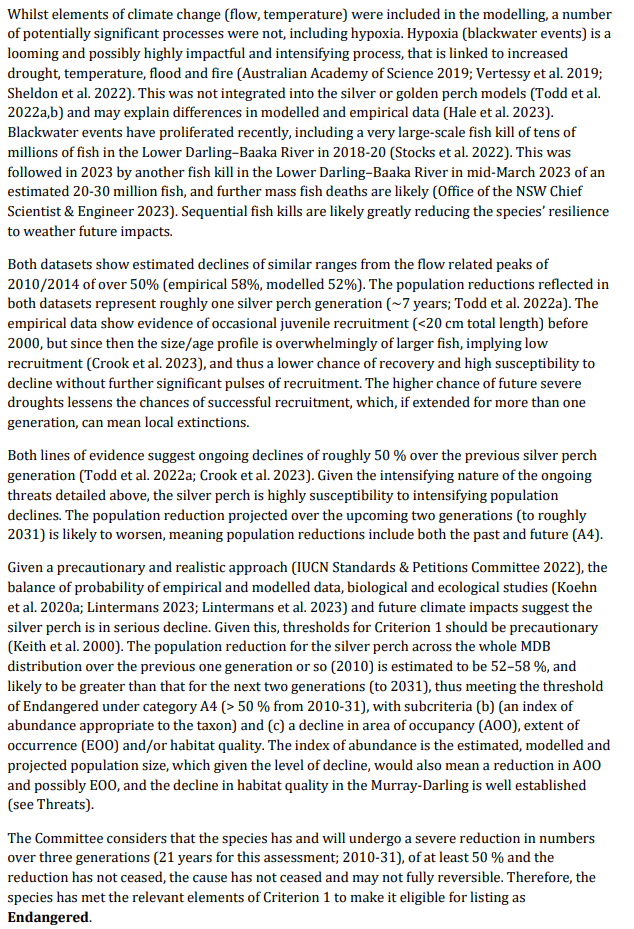 Whilst elements of climate change (flow, temperature) were included in the modelling, a number
of potentially significant processes were not, including hypoxia. Hypoxia (blackwater events) is a
looming and possibly highly impactful and intensifying process, that is linked to increased
drought, temperature, flood and fire (Australian Academy of Science 2019; Vertessy et al. 2019;
Sheldon et al. 2022). This was not integrated into the silver or golden perch models (Todd et al.
2022a,b) and may explain differences in modelled and empirical data (Hale et al. 2023).
Blackwater events have proliferated recently, including a very large-scale fish kill of tens of
millions of fish in the Lower Darling–Baaka River in 2018-20 (Stocks et al. 2022). This was
followed in 2023 by another fish kill in the Lower Darling–Baaka River in mid-March 2023 of an
estimated 20-30 million fish, and further mass fish deaths are likely (Office of the NSW Chief
Scientist & Engineer 2023). Sequential fish kills are likely greatly reducing the species’ resilience
to weather future impacts.
Both datasets show estimated declines of similar ranges from the flow related peaks of
2010/2014 of over 50% (empirical 58%, modelled 52%). The population reductions reflected in
both datasets represent roughly one silver perch generation (~7 years; Todd et al. 2022a). The
empirical data show evidence of occasional juvenile recruitment (<20 cm total length) before
2000, but since then the size/age profile is overwhelmingly of larger fish, implying low
recruitment (Crook et al. 2023), and thus a lower chance of recovery and high susceptibility to
decline without further significant pulses of recruitment. The higher chance of future severe
droughts lessens the chances of successful recruitment, which, if extended for more than one
generation, can mean local extinctions.
Both lines of evidence suggest ongoing declines of roughly 50 % over the previous silver perch
generation (Todd et al. 2022a; Crook et al. 2023). Given the intensifying nature of the ongoing
threats detailed above, the silver perch is highly susceptibility to intensifying population
declines. The population reduction projected over the upcoming two generations (to roughly
2031) is likely to worsen, meaning population reductions include both the past and future (A4).
Given a precautionary and realistic approach (IUCN Standards & Petitions Committee 2022), the
balance of probability of empirical and modelled data, biological and ecological studies (Koehn
et al. 2020a; Lintermans 2023; Lintermans et al. 2023) and future climate impacts suggest the
silver perch is in serious decline. Given this, thresholds for Criterion 1 should be precautionary
(Keith et al. 2000). The population reduction for the silver perch across the whole MDB
distribution over the previous one generation or so (2010) is estimated to be 52–58 %, and
likely to be greater than that for the next two generations (to 2031), thus meeting the threshold
of Endangered under category A4 (> 50 % from 2010-31), with subcriteria (b) (an index of
abundance appropriate to the taxon) and (c) a decline in area of occupancy (AOO), extent of
occurrence (EOO) and/or habitat quality. The index of abundance is the estimated, modelled and
projected population size, which given the level of decline, would also mean a reduction in AOO
and possibly EOO, and the decline in habitat quality in the Murray-Darling is well established
(see Threats).
The Committee considers that the species has and will undergo a severe reduction in numbers
over three generations (21 years for this assessment; 2010-31), of at least 50 % and the
reduction has not ceased, the cause has not ceased and may not fully reversible. Therefore, the
species has met the relevant elements of Criterion 1 to make it eligible for listing as
Endangered.